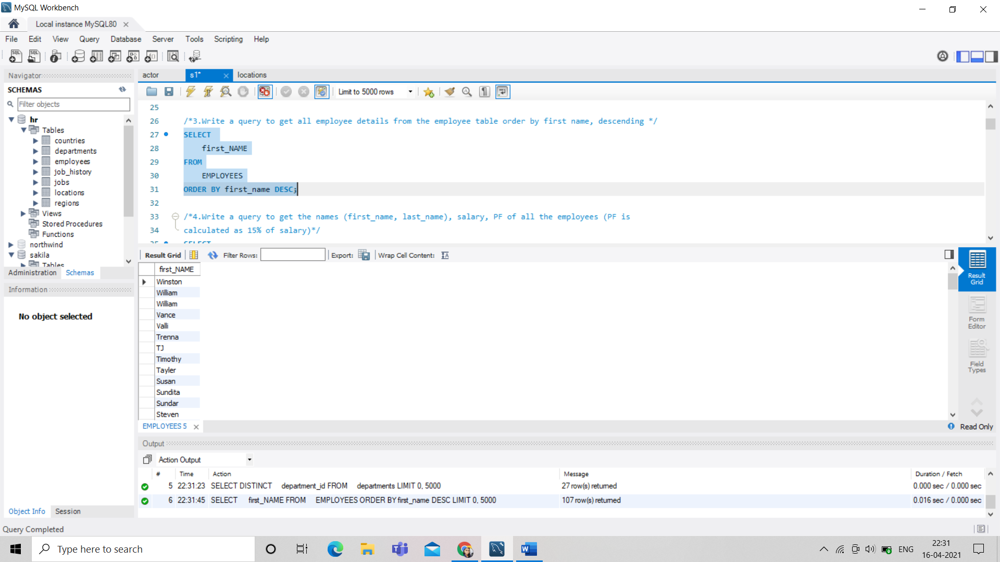 MySQL Workbench
Local instance MySQL80
File Edit View Query Database Server Tools Scripting Help
Navigator
SCHEMAS
Filter objects
hr
Tables
countries
departments
employees
job_history
jobs
locations
regions
Views
Stored Procedures
Functions
northwind
sakila
Tables
Administration Schemas
Information
No object selected
Object Info Session
actor s1* locations
Limit to 5000 rows
25
26 /*3.Write a query to get all employee details from the employee table order by first name, descending */
27 SELECT
28 first_NAME
29 FROM
30 EMPLOYEES
31 ORDER BY first_name DESC;
32
33 /*4.Write a query to get the names (first_name, last_name), salary, PF of all the employees (PF is
34 calculated as 15% of salary)*/
35 SELECT
Result Grid Filter Rows: Export: Wrap Cell Content:
first_NAME
Winston
William
William
Vance
Valli
Trenna
TJ
Timothy
Tayler
Susan
Sundita
Sundar
Steven
Result
Grid
Form
Editor
Field
Types
EMPLOYEES 5
Read Only
Output
Action Output
# Time Action Message Duration / Fetch
5 22:31:23 SELECT DISTINCT department_id FROM departments LIMIT 0, 5000 27 row(s) returned 0.000 sec / 0.000 sec
6 22:31:45 SELECT first_NAME FROM EMPLOYEES ORDER BY first_name DESC LIMIT 0, 5000 107 row(s) returned 0.016 sec / 0.000 sec
Query Completed
Type here to search
ENG
22:31
16-04-2021